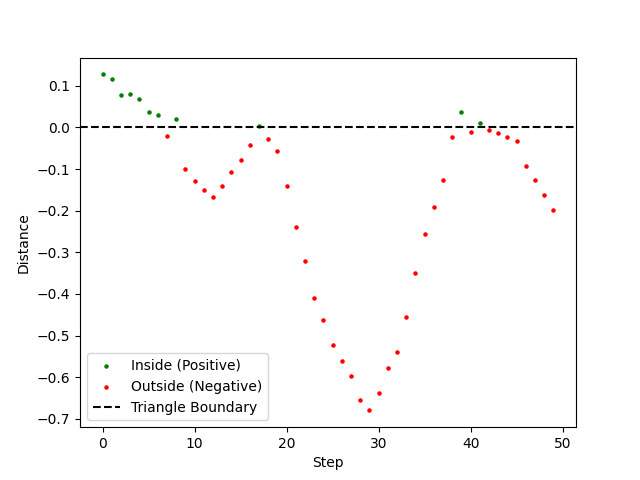 0.1
0.0
−0.1
−0.2
−0.3
−0.4
−0.5
−0.6
−0.7
Distance
Inside (Positive)
Outside (Negative)
Triangle Boundary
0 10 20 30 40 50
Step